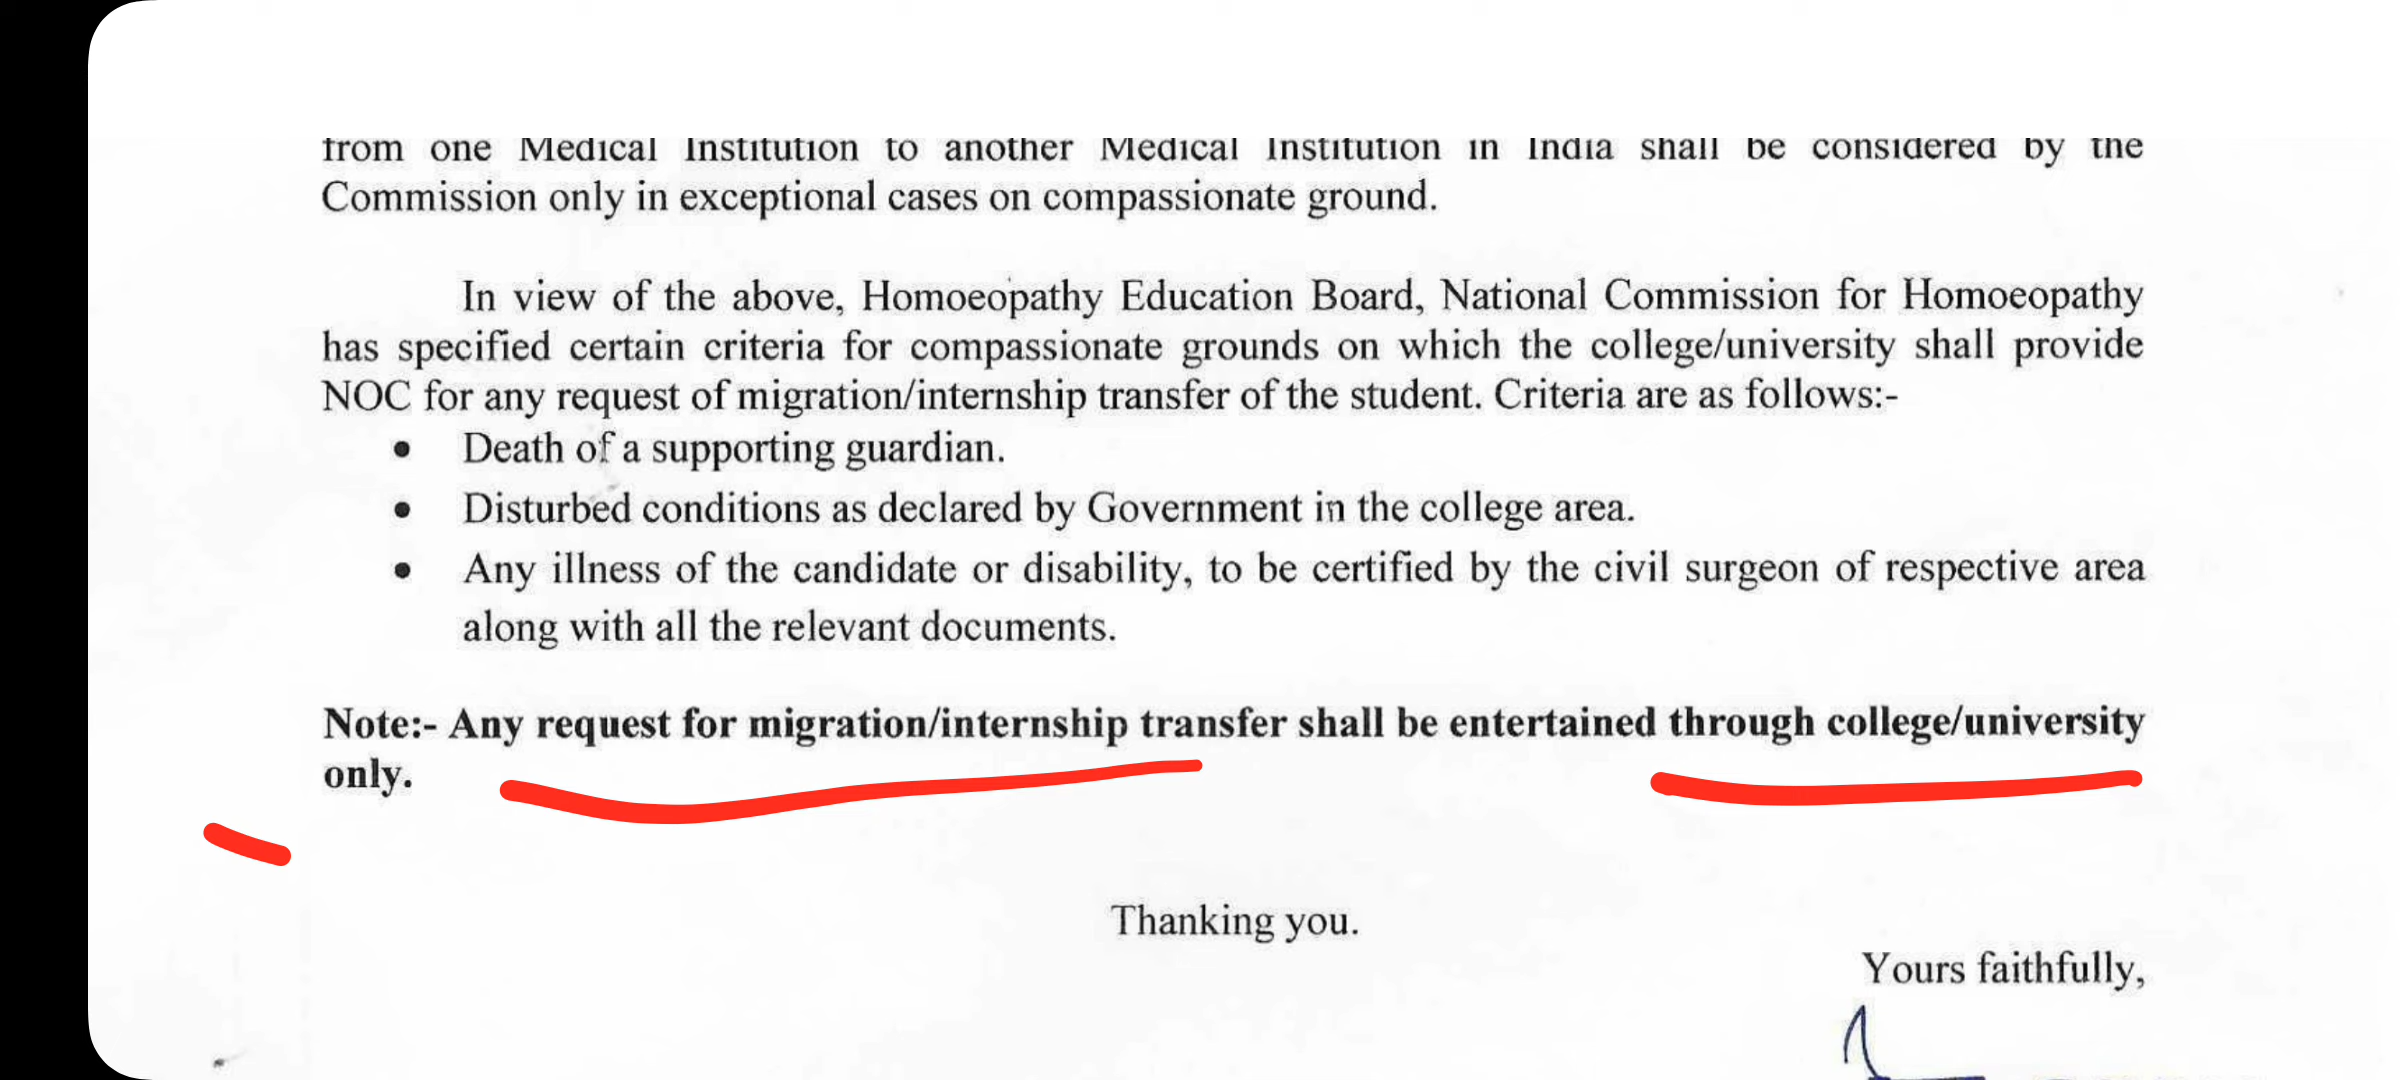 from one Medical Institution to another Medical Institution in India shall be considered by the
Commission only in exceptional cases on compassionate ground.
In view of the above, Homoeopathy Education Board, National Commission for Homoeopathy
has specified certain criteria for compassionate grounds on which the college/university shall provide
NOC for any request of migration/internship transfer of the student. Criteria are as follows:-
• Death of a supporting guardian.
• Disturbed conditions as declared by Government in the college area.
• Any illness of the candidate or disability, to be certified by the civil surgeon of respective area
along with all the relevant documents.
Note:- Any request for migration/internship transfer shall be entertained through college/university
only.
Thanking you.
Yours faithfully,